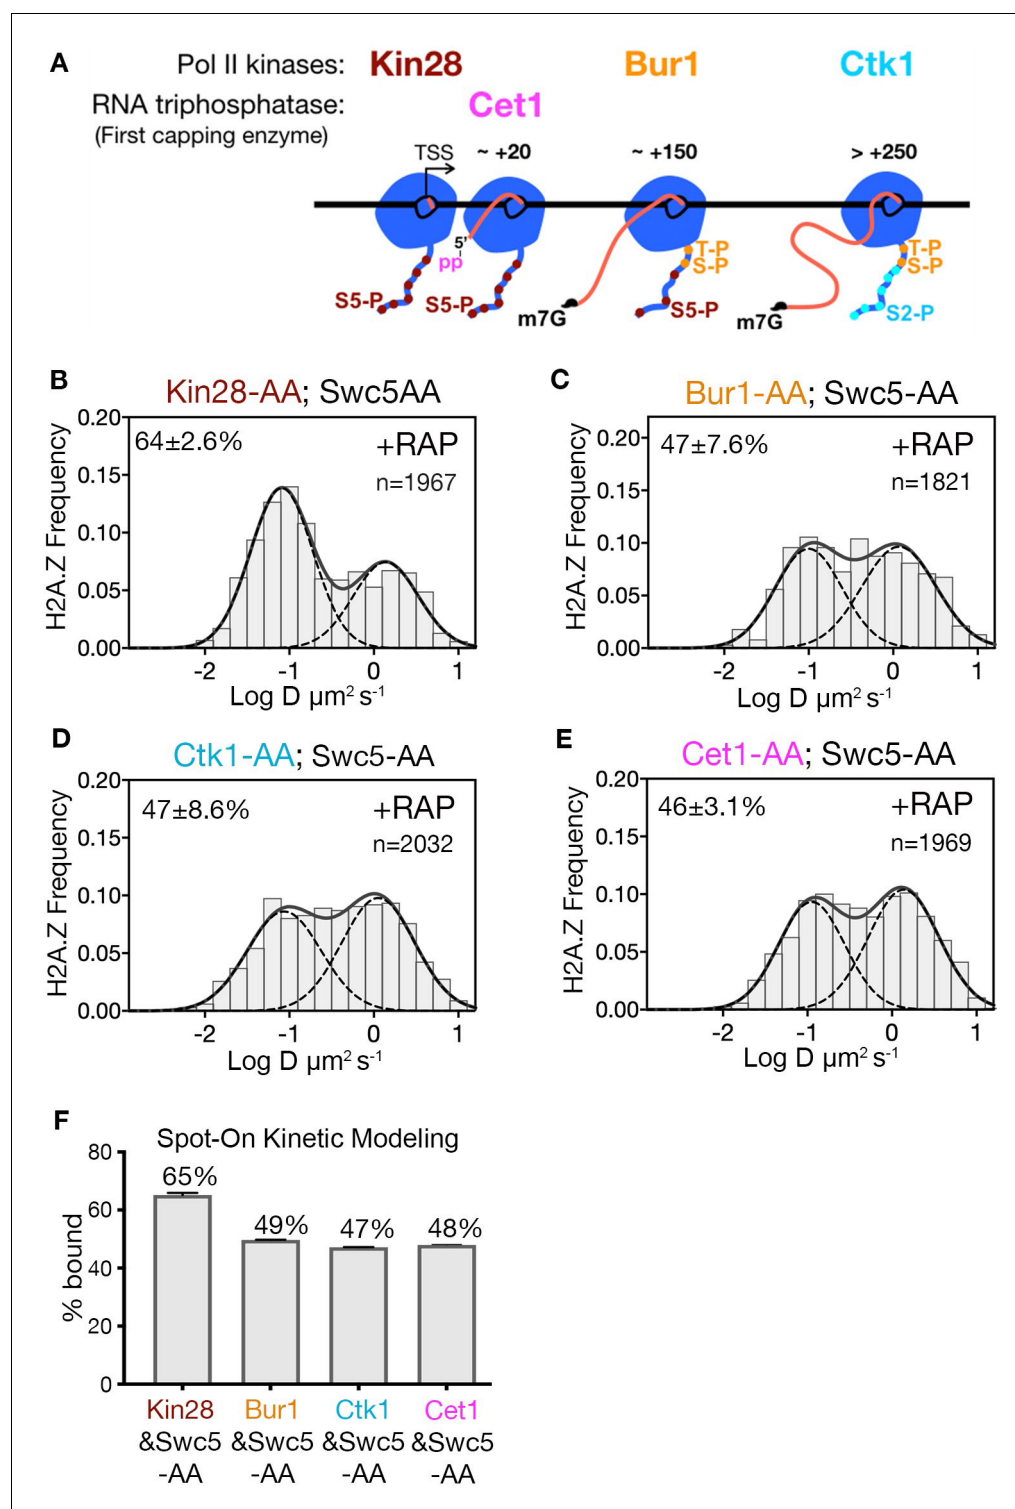 A
Pol II kinases: Kin28 Bur1 Ctk1
RNA triphosphatase: Cet1
(First capping enzyme)
TSS ~ +20 ~ +150 > +250
5'
pp
T-P
S-P
T-P
S-P
S5-P S5-P m7G S5-P m7G S2-P
B
Kin28-AA; Swc5AA
H2A.Z Frequency
0.20
0.15
0.10
0.05
0.00
64±2.6%
+RAP
n=1967
-2 -1 0 1
Log D µm² s⁻¹
C
Bur1-AA; Swc5-AA
H2A.Z Frequency
0.20
0.15
0.10
0.05
0.00
47±7.6%
+RAP
n=1821
-2 -1 0 1
Log D µm² s⁻¹
D
Ctk1-AA; Swc5-AA
H2A.Z Frequency
0.20
0.15
0.10
0.05
0.00
47±8.6%
+RAP
n=2032
-2 -1 0 1
Log D µm² s⁻¹
E
Cet1-AA; Swc5-AA
H2A.Z Frequency
0.20
0.15
0.10
0.05
0.00
46±3.1%
+RAP
n=1969
-2 -1 0 1
Log D µm² s⁻¹
F
Spot-On Kinetic Modeling
% bound
80
60
40
20
0
65% 49% 47% 48%
Kin28 Bur1 Ctk1 Cet1
&Swc5 &Swc5 &Swc5 &Swc5
-AA -AA -AA -AA